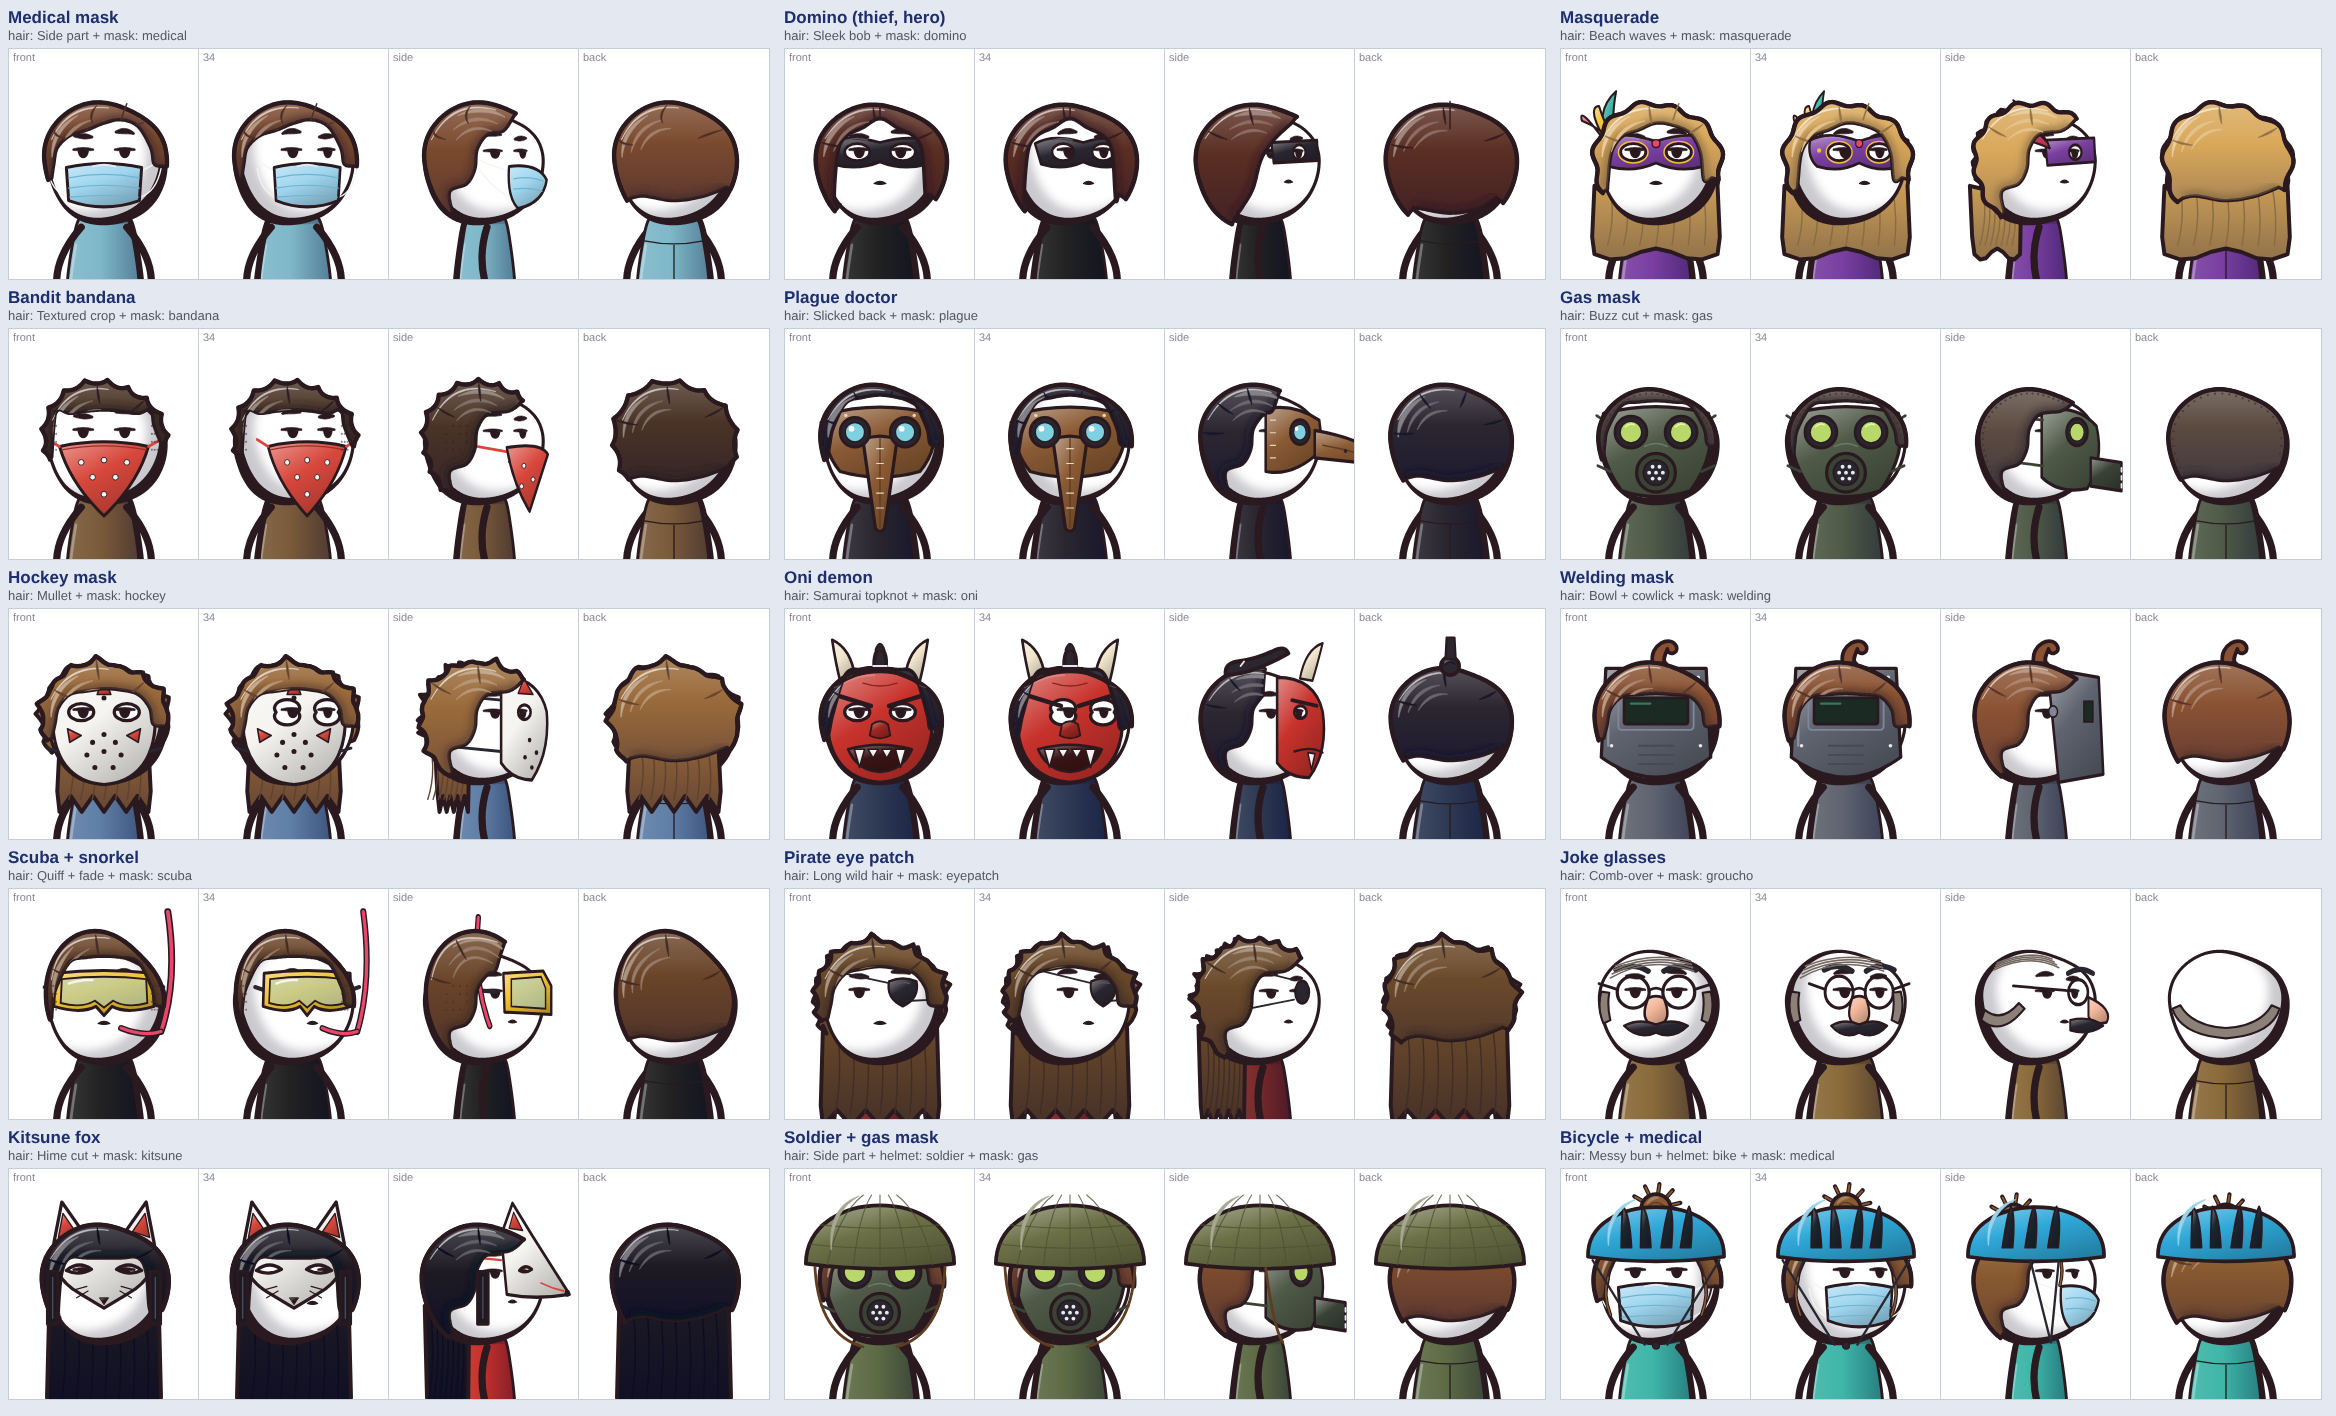 Medical mask
hair: Side part + mask: medical
front
34
side
back
Domino (thief, hero)
hair: Sleek bob + mask: domino
front
34
side
back
Masquerade
hair: Beach waves + mask: masquerade
front
34
side
back
Bandit bandana
hair: Textured crop + mask: bandana
front
34
side
back
Plague doctor
hair: Slicked back + mask: plague
front
34
side
back
Gas mask
hair: Buzz cut + mask: gas
front
34
side
back
Hockey mask
hair: Mullet + mask: hockey
front
34
side
back
Oni demon
hair: Samurai topknot + mask: oni
front
34
side
back
Welding mask
hair: Bowl + cowlick + mask: welding
front
34
side
back
Scuba + snorkel
hair: Quiff + fade + mask: scuba
front
34
side
back
Pirate eye patch
hair: Long wild hair + mask: eyepatch
front
34
side
back
Joke glasses
hair: Comb-over + mask: groucho
front
34
side
back
Kitsune fox
hair: Hime cut + mask: kitsune
front
34
side
back
Soldier + gas mask
hair: Side part + helmet: soldier + mask: gas
front
34
side
back
Bicycle + medical
hair: Messy bun + helmet: bike + mask: medical
front
34
side
back